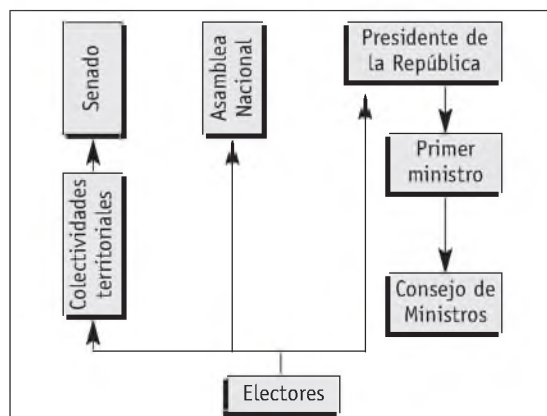 Senado
Asamblea
Nacional
Presidente de
la República
Primer
ministro
Colectividades
territoriales
Consejo de
Ministros
Electores